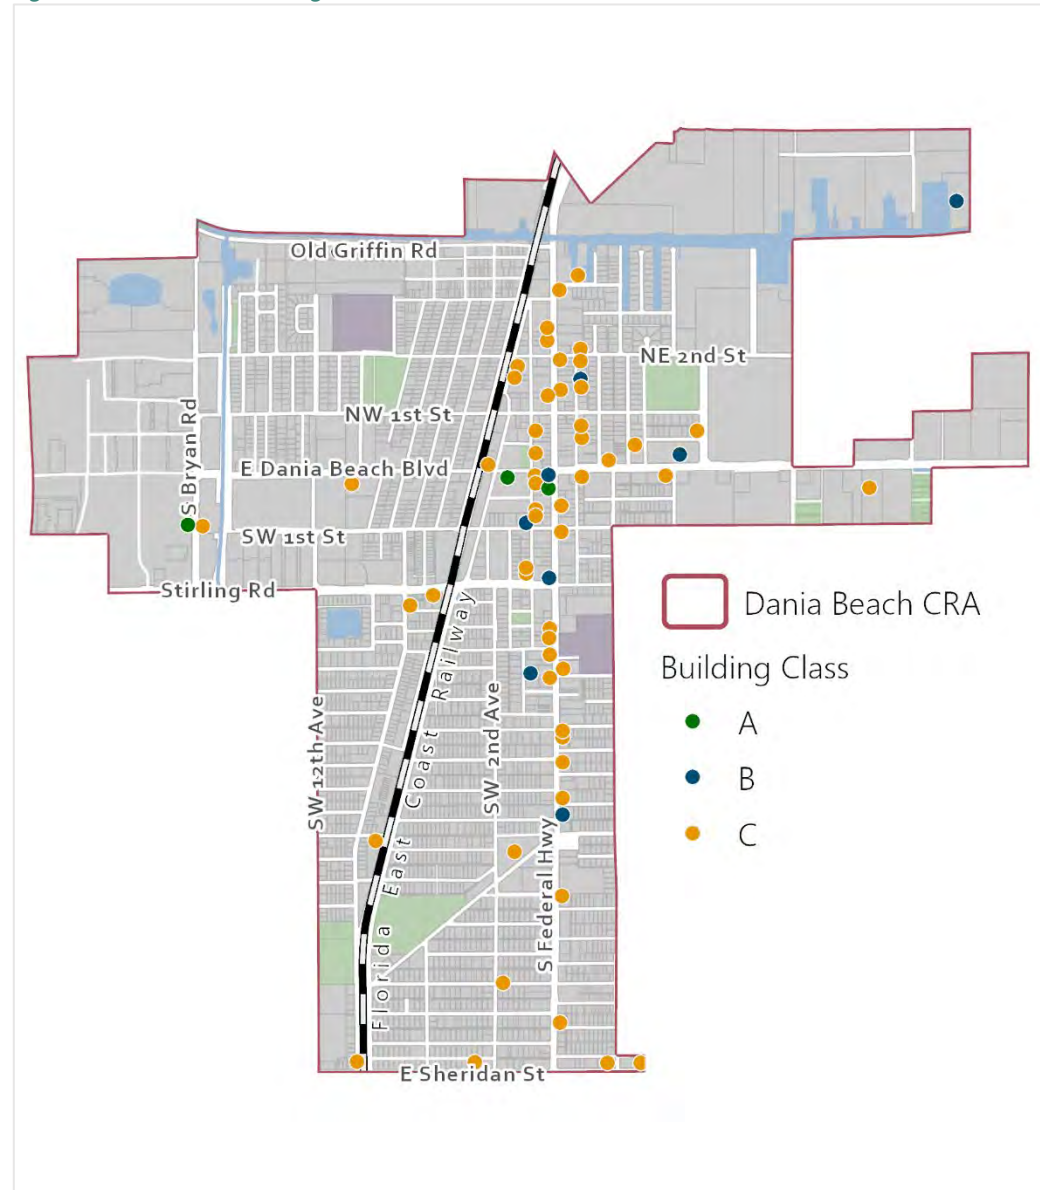 Old Griffin Rd
NE 2nd St
NW 1st St
S Bryan Rd
E Dania Beach Blvd
SW 1st St
Stirling Rd
Dania Beach CRA
Building Class
A
B
C
SW 12th Ave
Florida East Coast Railway
SW 2nd Ave
S Federal Hwy
E Sheridan St